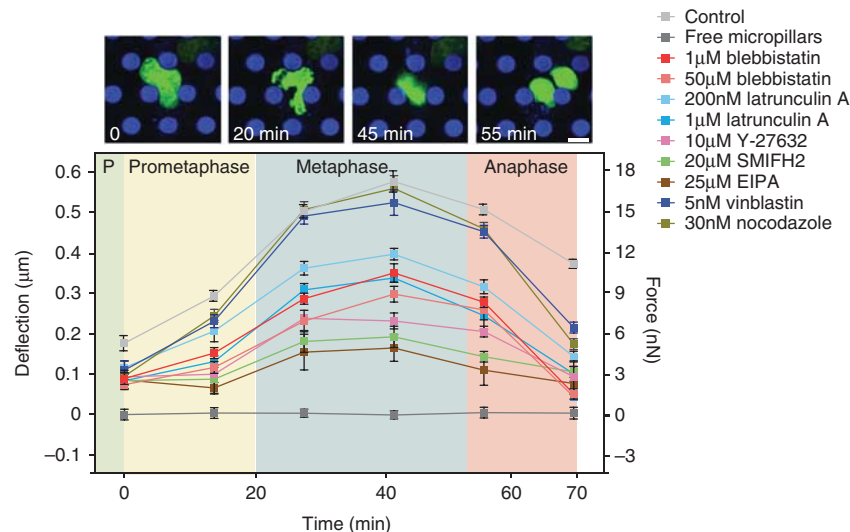 Control
Free micropillars
1μM blebbistatin
50μM blebbistatin
200nM latrunculin A
1μM latrunculin A
10μM Y-27632
20μM SMIFH2
25μM EIPA
5nM vinblastin
30nM nocodazole
0 20 min 45 min 55 min
P Prometaphase Metaphase Anaphase
Deflection (μm)
0.6
0.5
0.4
0.3
0.2
0.1
0
–0.1
18
15
12
9
6
3
0
–3
Force (nN)
0 20 40 60 70
Time (min)